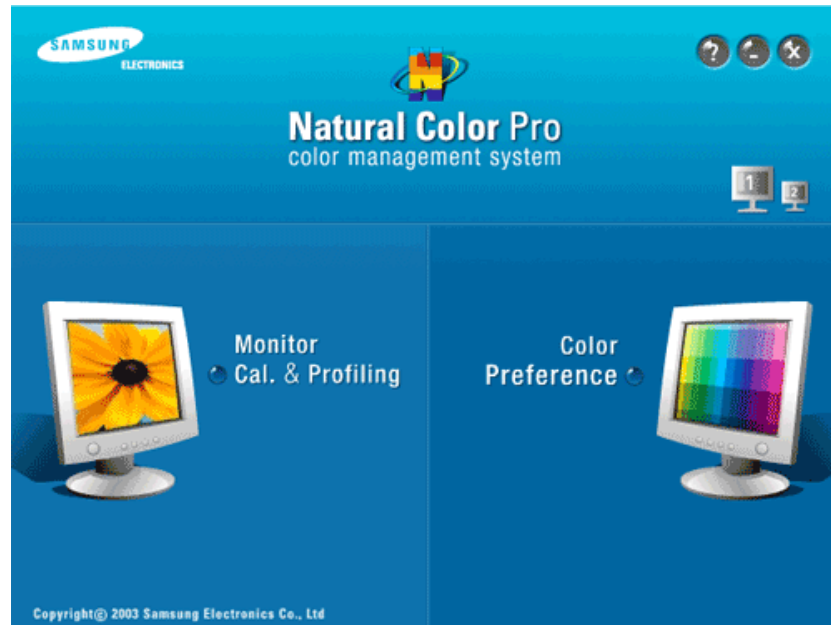 SAMSUNG
ELECTRONICS
? - x
N
Natural Color Pro
color management system
1 2
Monitor
Cal. & Profiling
Color
Preference
Copyright© 2003 Samsung Electronics Co., Ltd